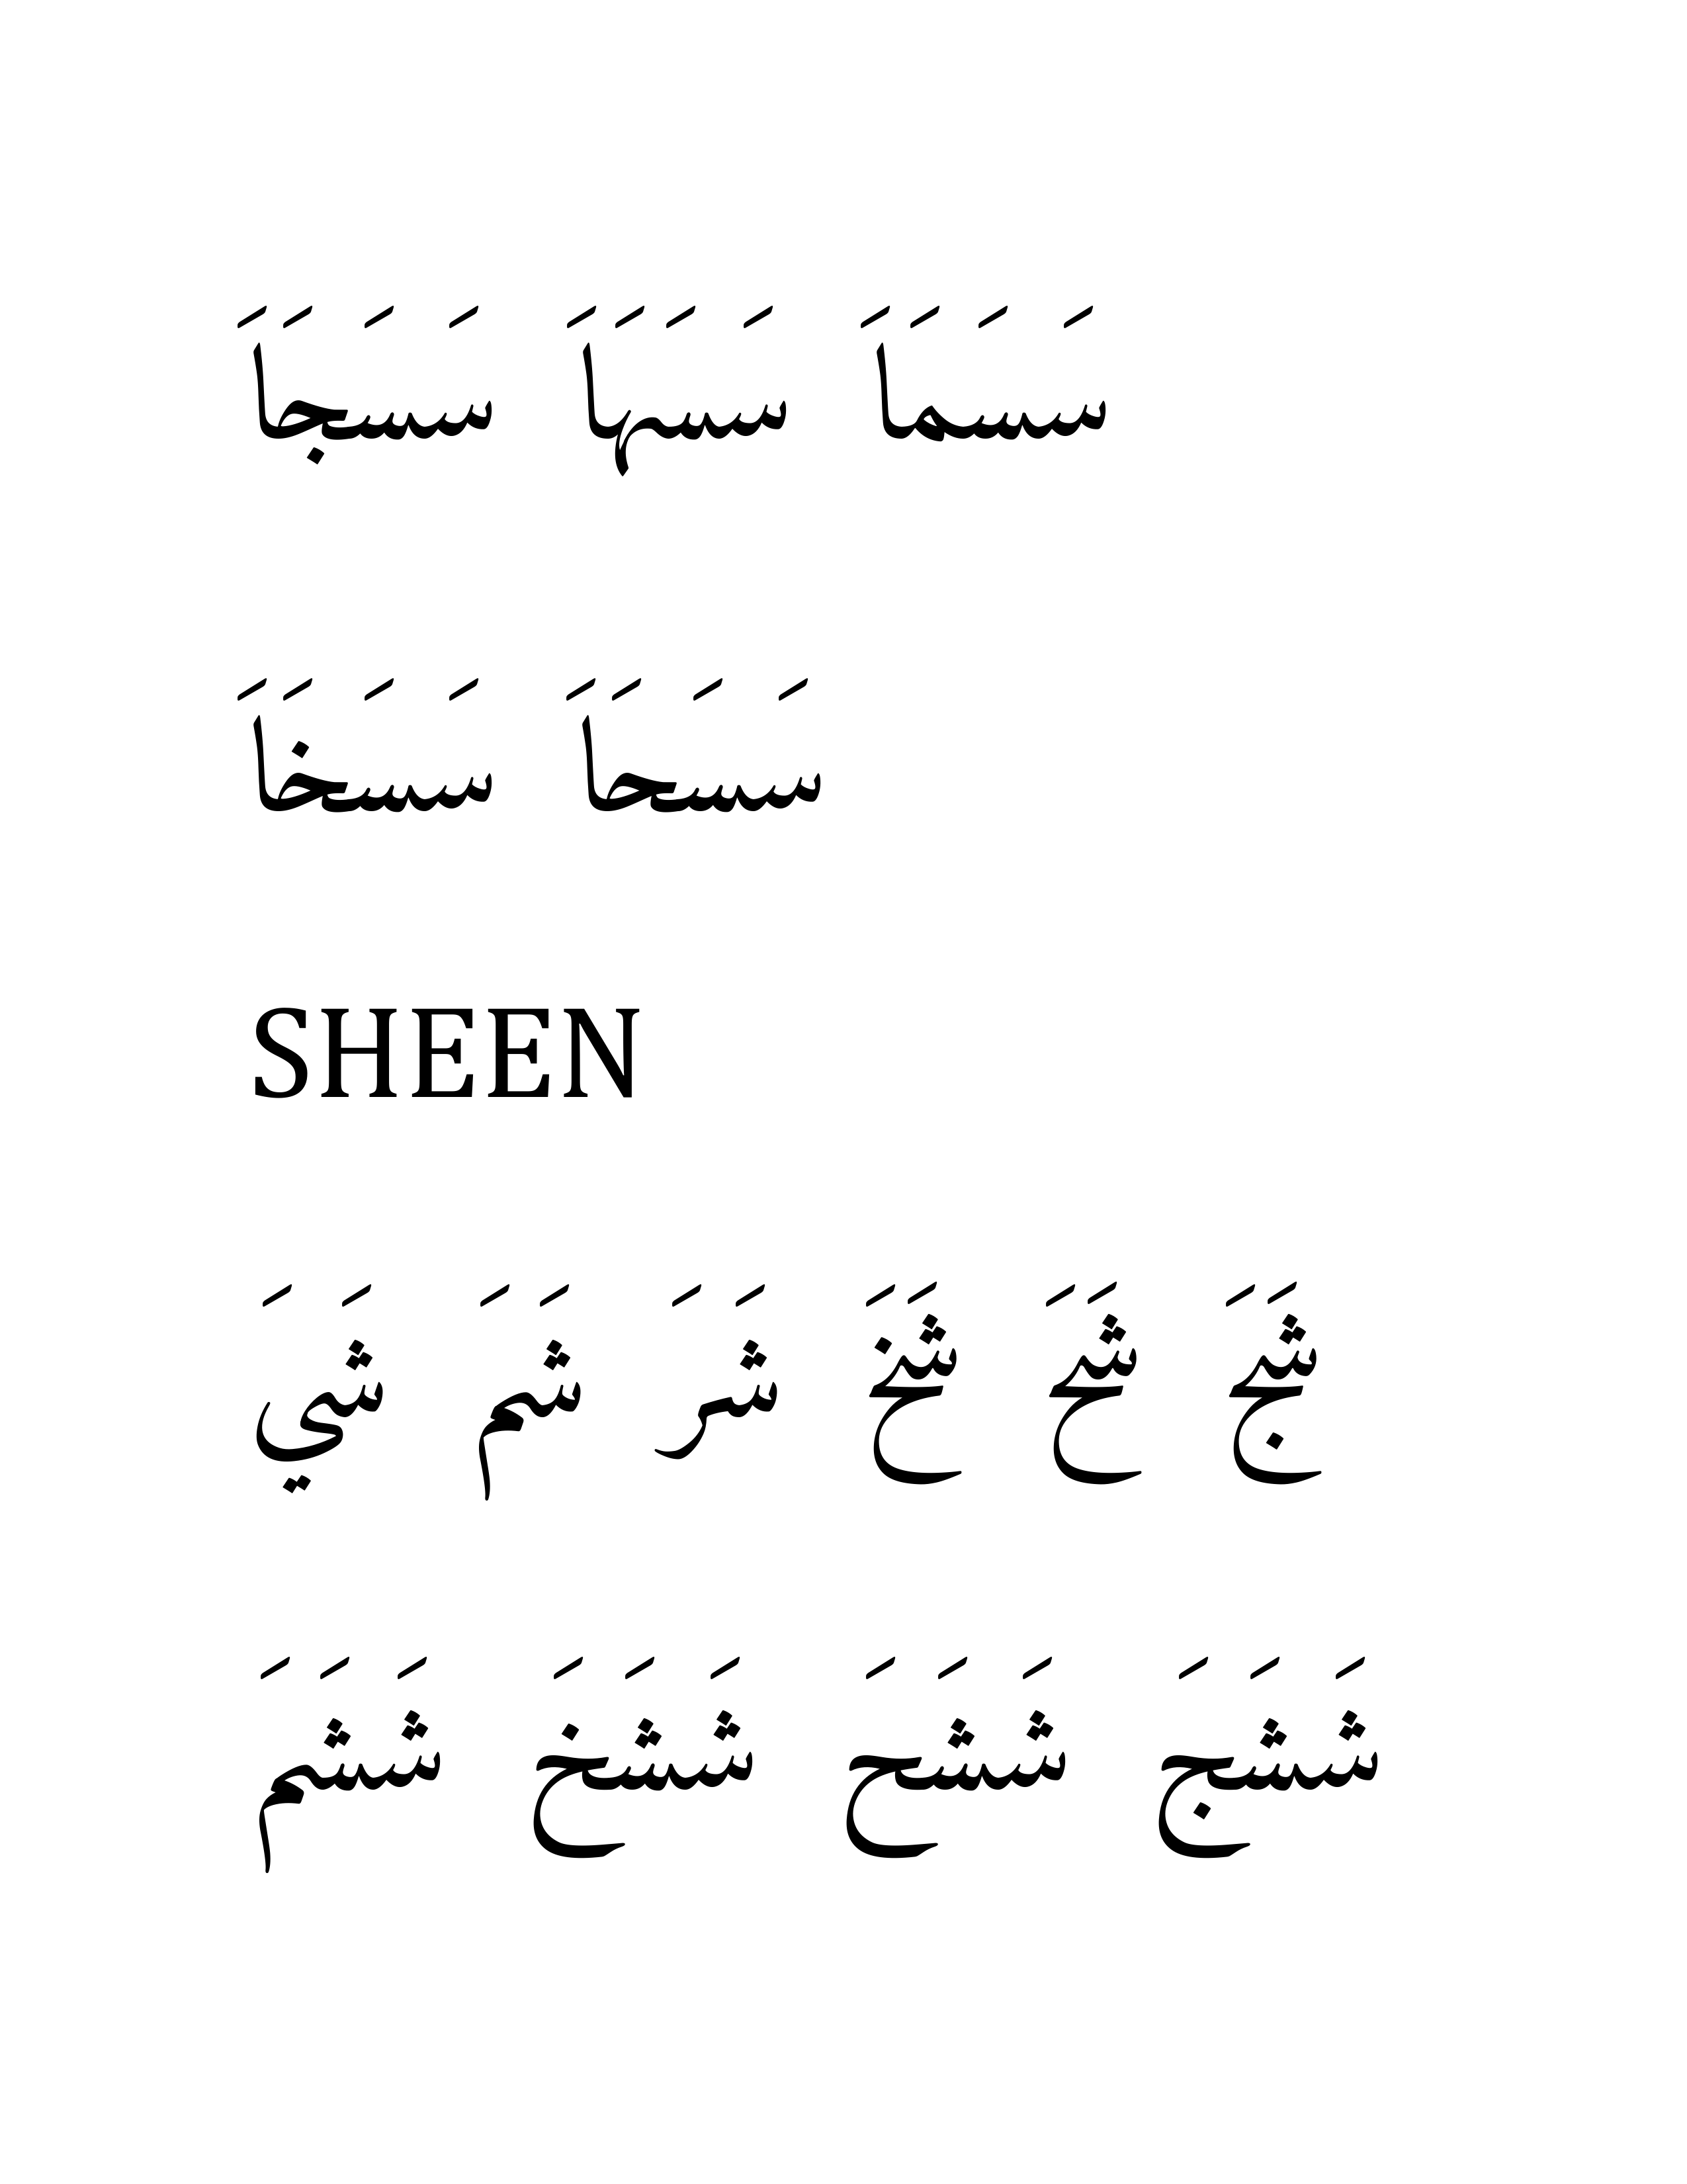 سَسَمَاَ سَسَهَاَ سَسَجَاَ
سَسَحَاَ سَسَخَاَ
SHEEN
شَجَ شَحَ شَخَ شَرَ شَمَ شَيَ
شَشَجَ شَشَحَ شَشَخَ شَشَمَ